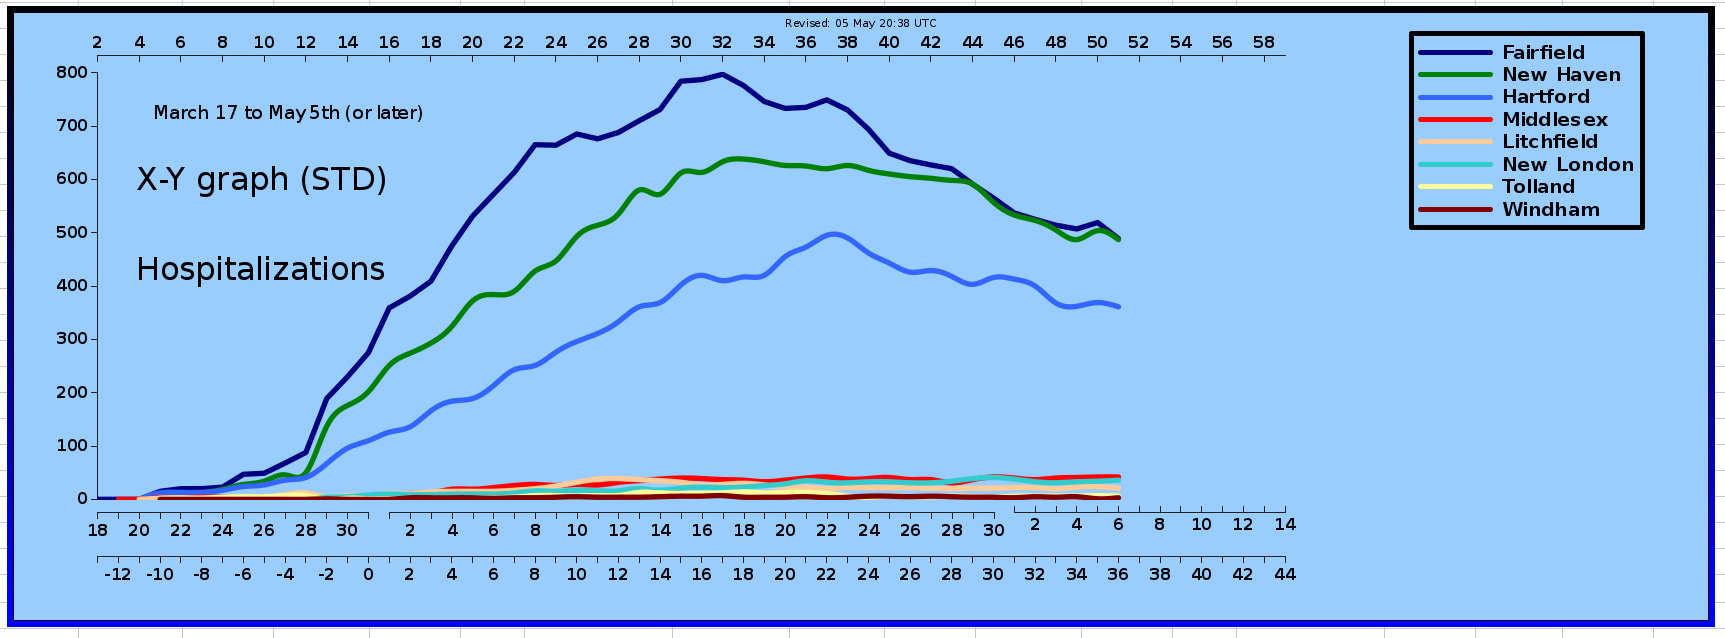 Revised: 05 May 20:38 UTC
2 4 6 8 10 12 14 16 18 20 22 24 26 28 30 32 34 36 38 40 42 44 46 48 50 52 54 56 58
800
March 17 to May 5th (or later)
700
X-Y graph (STD)
600
500
Hospitalizations
400
300
200
100
0
18 20 22 24 26 28 30 2 4 6 8 10 12 14 16 18 20 22 24 26 28 30 2 4 6 8 10 12 14
-12 -10 -8 -6 -4 -2 0 2 4 6 8 10 12 14 16 18 20 22 24 26 28 30 32 34 36 38 40 42 44
Fairfield
New Haven
Hartford
Middlesex
Litchfield
New London
Tolland
Windham